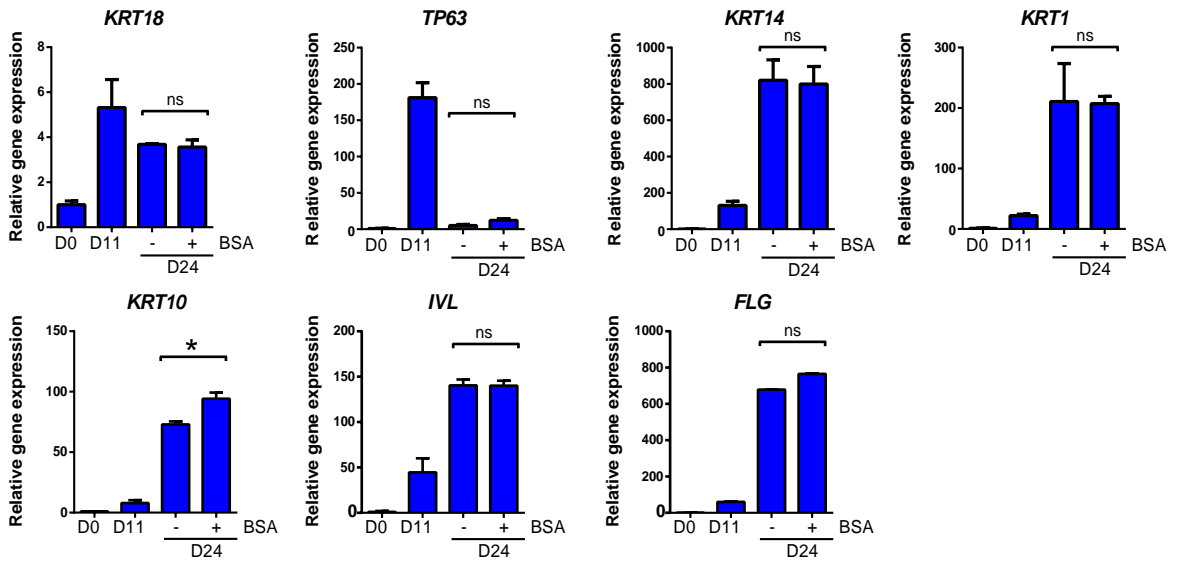 KRT18
Relative gene expression
8
6
4
2
0
ns
D0 D11 - + BSA
D24
TP63
Relative gene expression
250
200
150
100
50
0
ns
D0 D11 - + BSA
D24
KRT14
Relative gene expression
1000
800
600
400
200
0
ns
D0 D11 - + BSA
D24
KRT1
Relative gene expression
300
200
100
0
ns
D0 D11 - + BSA
D24
KRT10
Relative gene expression
150
100
50
0
*
D0 D11 - + BSA
D24
IVL
Relative gene expression
200
150
100
50
0
ns
D0 D11 - + BSA
D24
FLG
Relative gene expression
1000
800
600
400
200
0
ns
D0 D11 - + BSA
D24